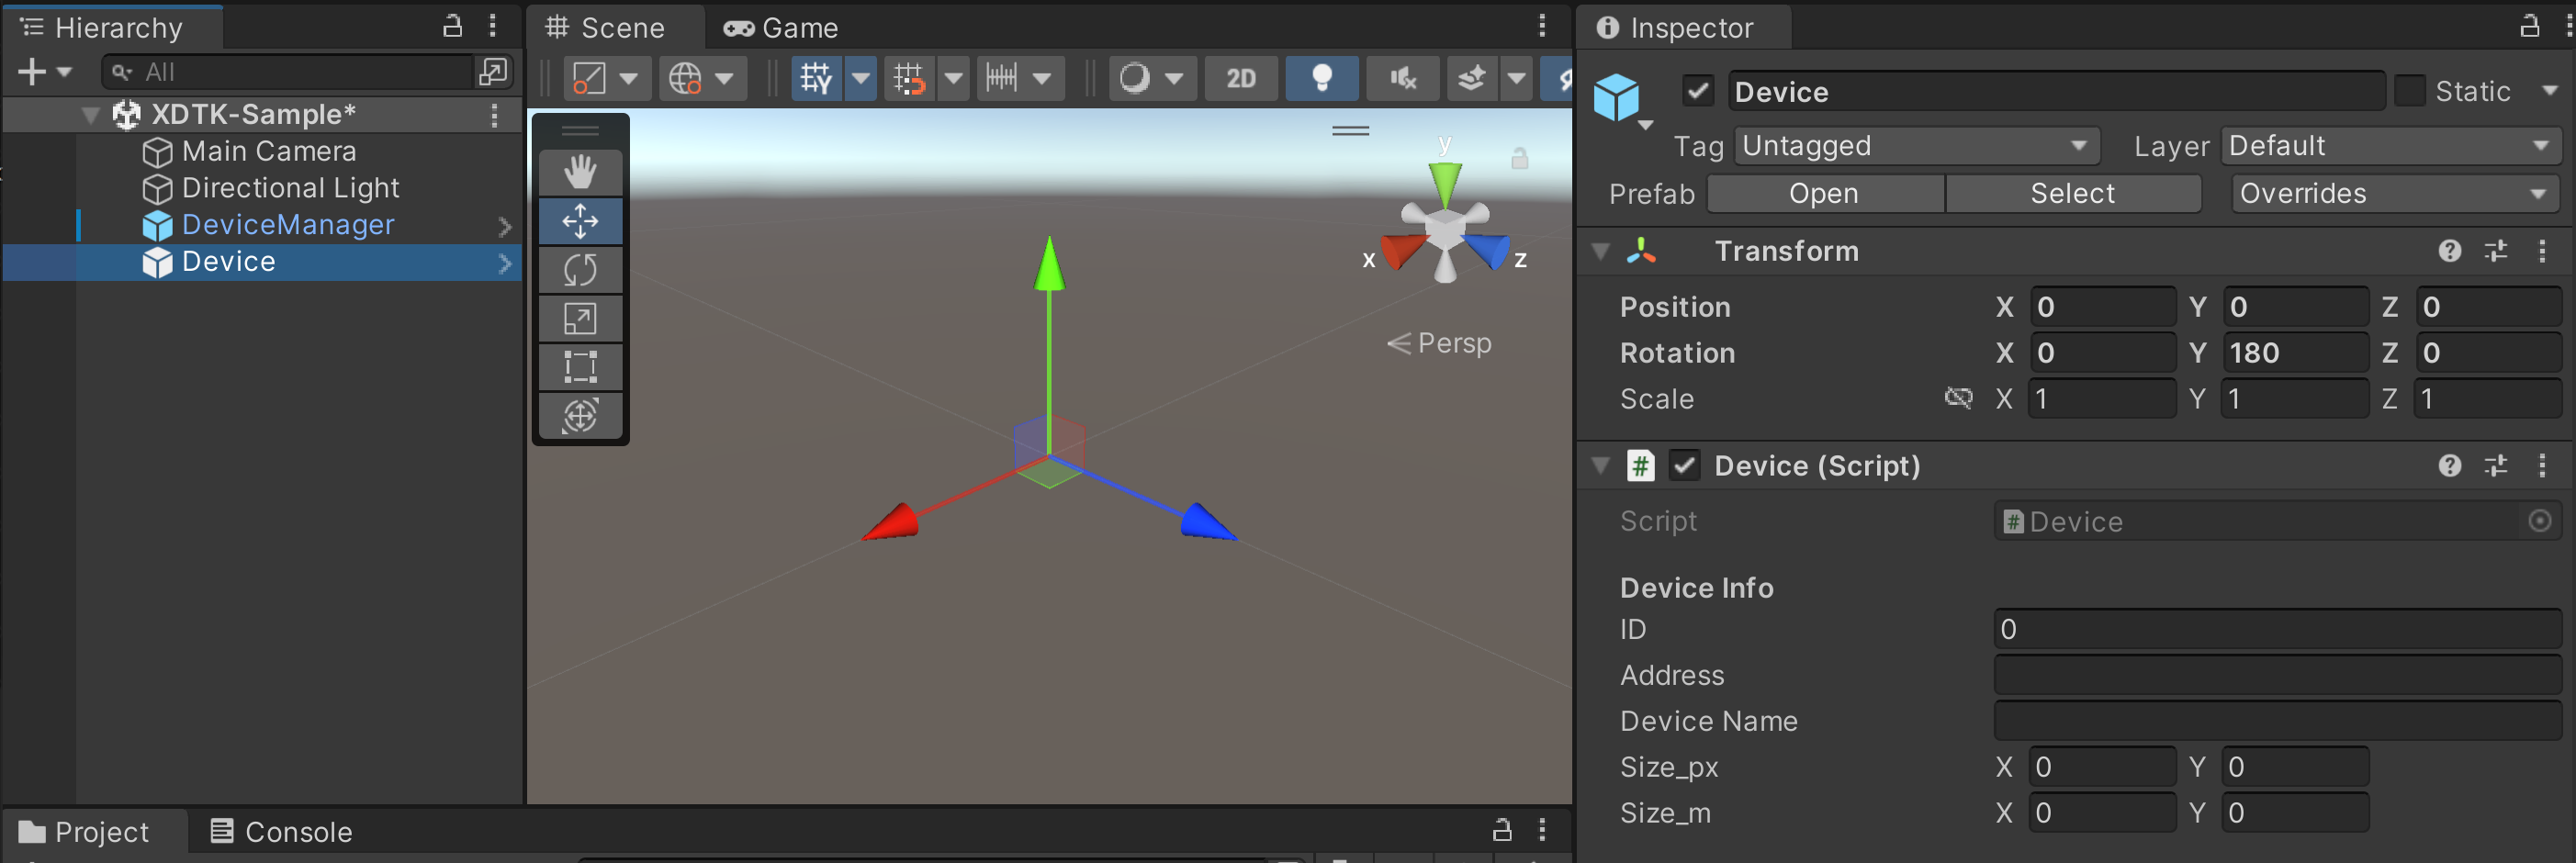 Hierarchy
All
XDTK-Sample*
Main Camera
Directional Light
DeviceManager
Device
Scene
Game
2D
y
x
z
Persp
Project
Console
Inspector
Device
Static
Tag Untagged Layer Default
Prefab Open Select Overrides
Transform
Position X 0 Y 0 Z 0
Rotation X 0 Y 180 Z 0
Scale X 1 Y 1 Z 1
# Device (Script)
Script # Device
Device Info
ID 0
Address
Device Name
Size_px X 0 Y 0
Size_m X 0 Y 0